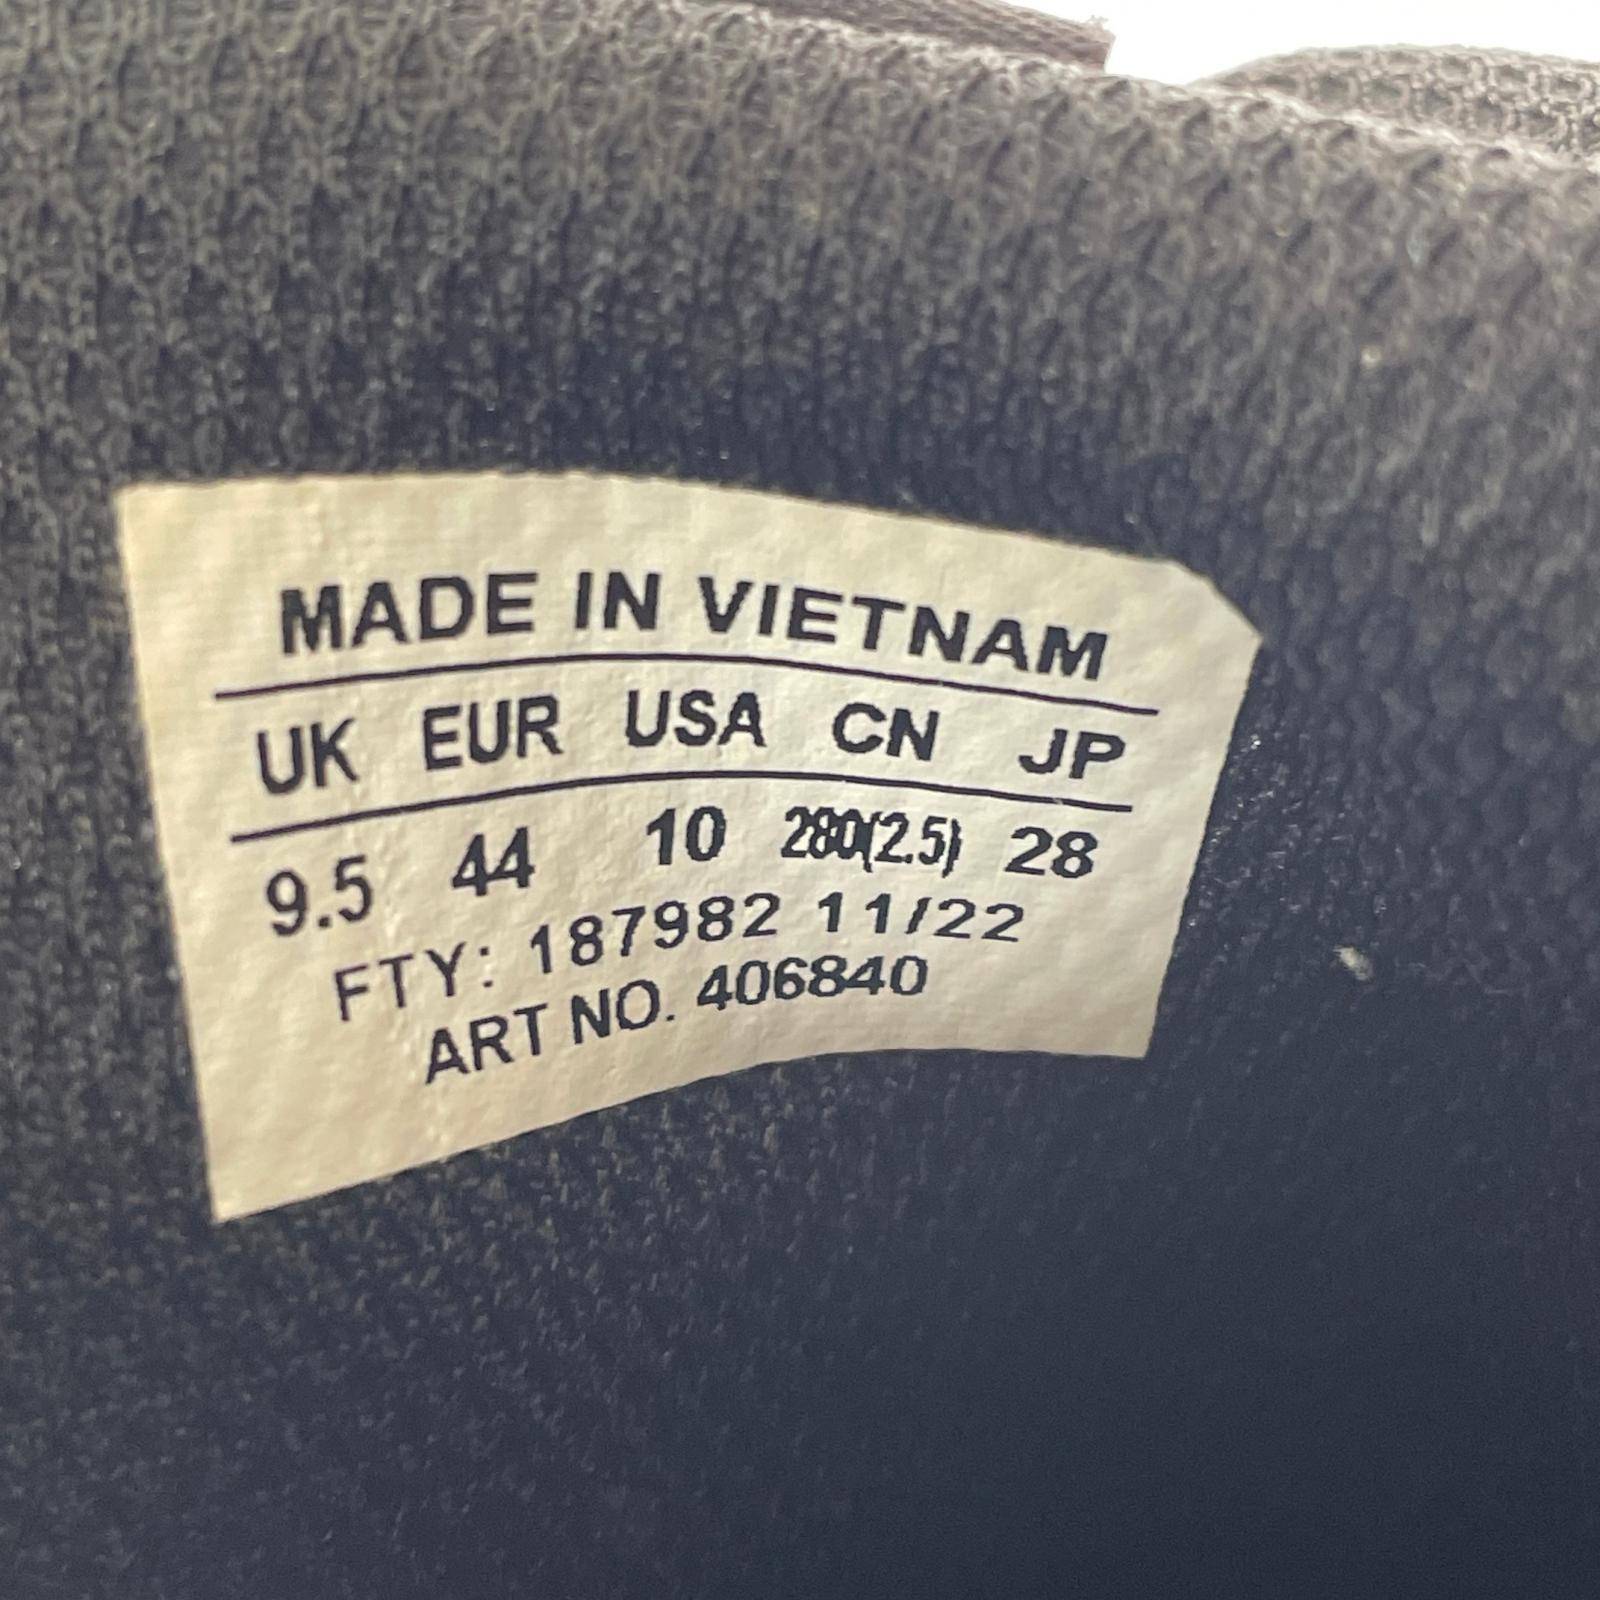 MADE IN VIETNAM
UK EUR USA CN JP
9.5 44 10 280(2.5) 28
FTY: 187982 11/22
ART NO. 406840